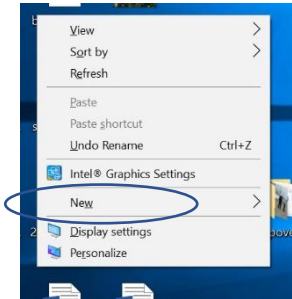 View
Sort by
Refresh
Paste
Paste shortcut
Undo Rename Ctrl+Z
Intel® Graphics Settings
New
Display settings
Personalize